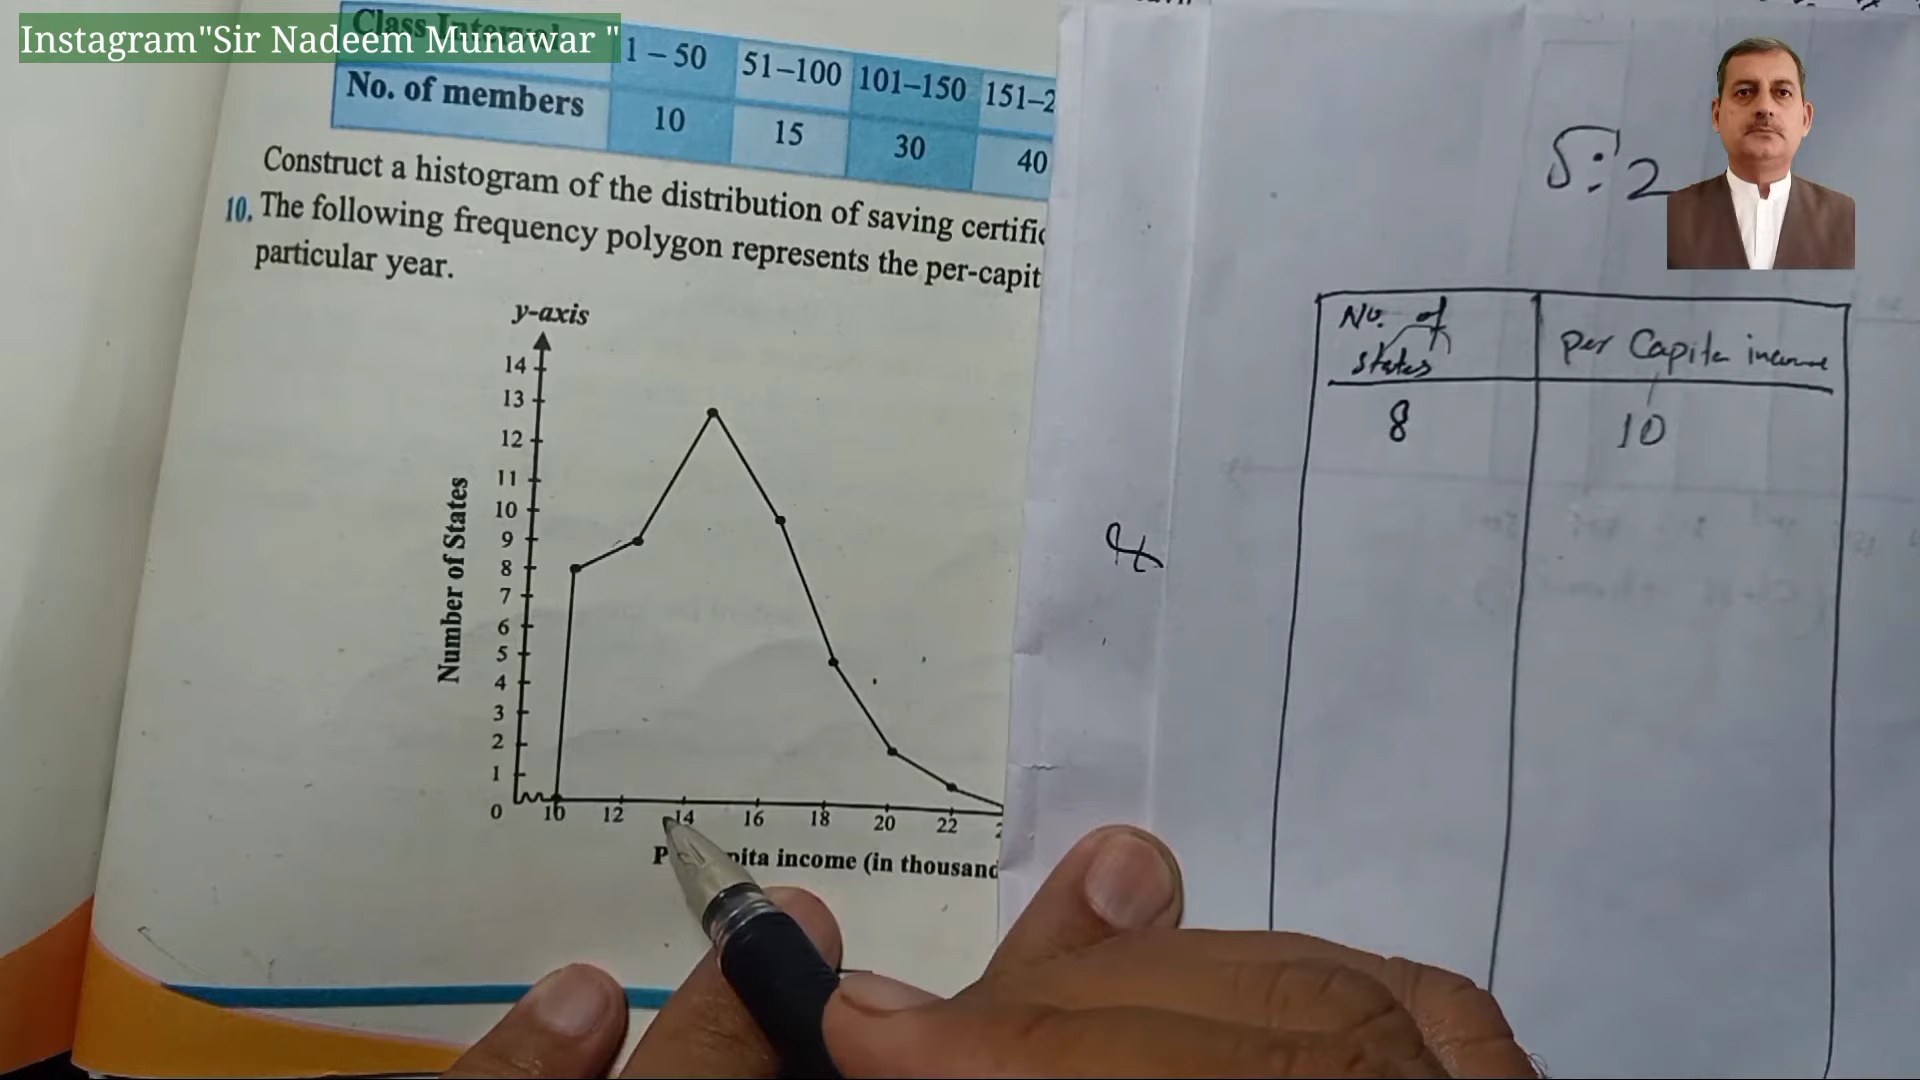 Instagram"Sir Nadeem Munawar "
1 – 50 51–100 101–150 151–2
No. of members 10 15 30 40
Construct a histogram of the distribution of saving certific
10. The following frequency polygon represents the per-capit
particular year.
y-axis
14
13
12
11
10
9
8
7
6
5
4
3
2
1
0 10 12 14 16 18 20 22
Number of States
pita income (in thousand
No. of states per Capita income
8 10